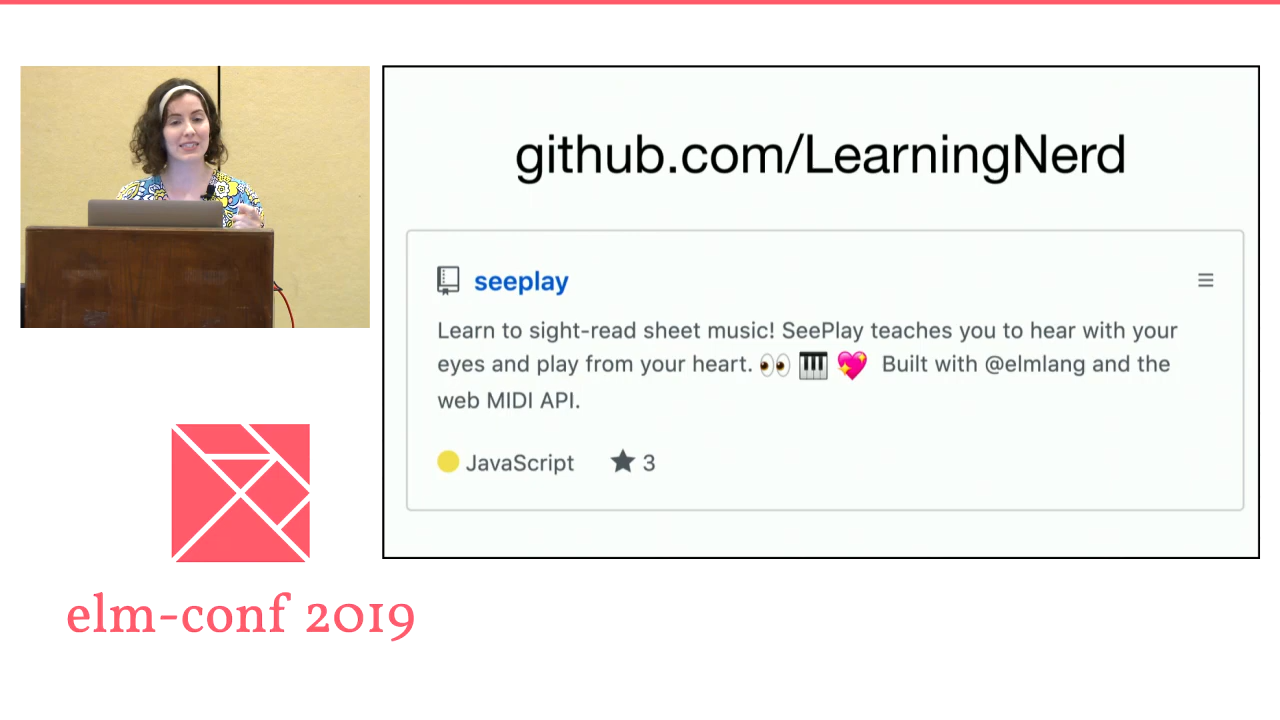 github.com/LearningNerd
seeplay
Learn to sight-read sheet music! SeePlay teaches you to hear with your
eyes and play from your heart. 👀 🎹 💖 Built with @elmlang and the
web MIDI API.
JavaScript ★ 3
elm-conf 2019